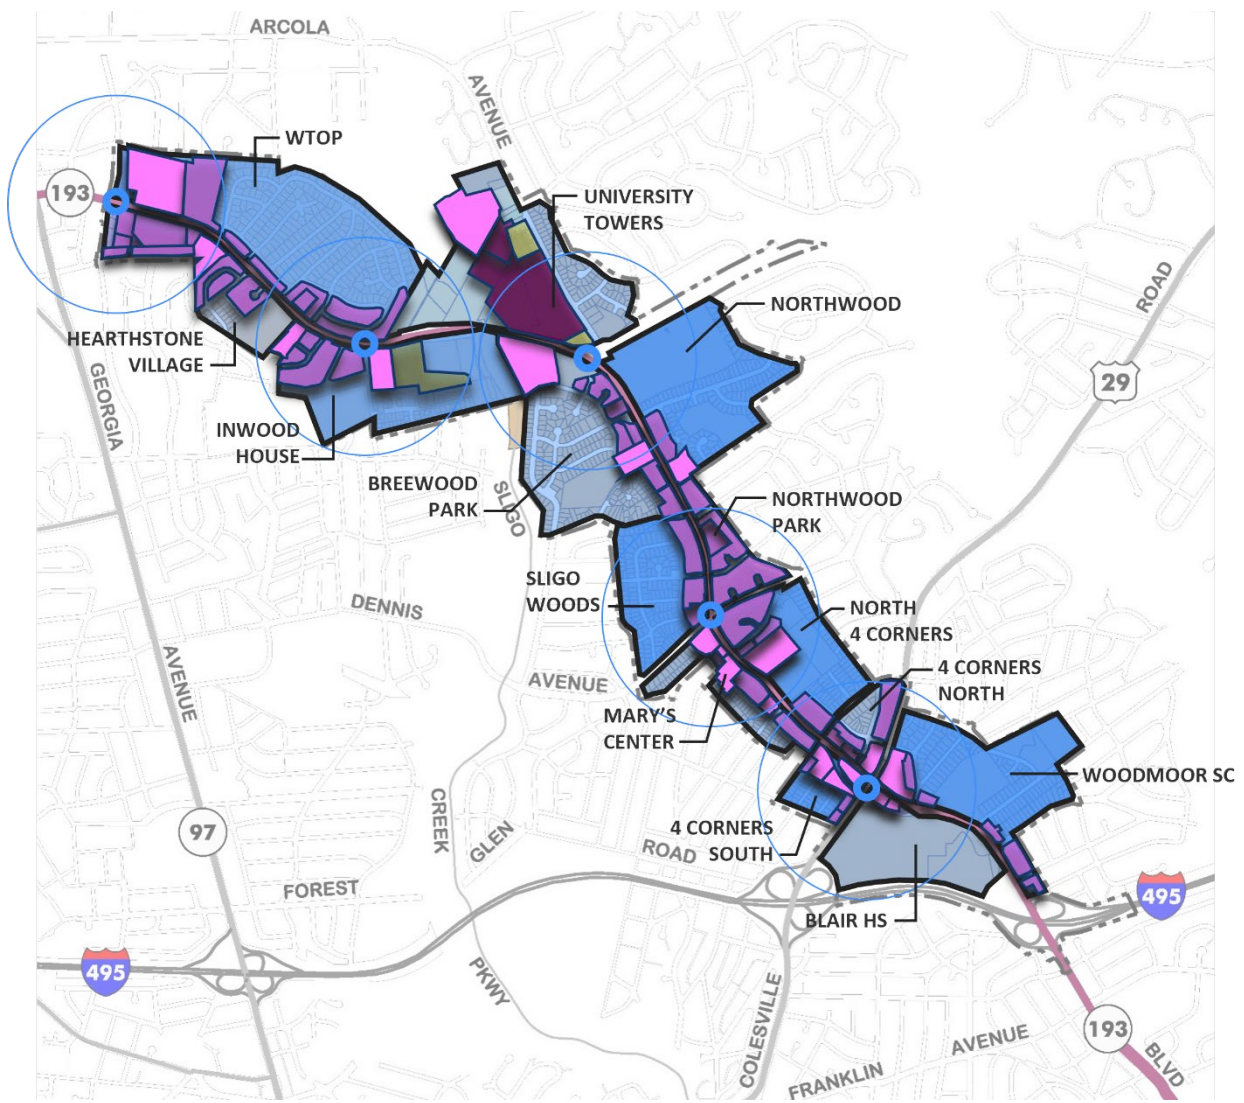 ARCOLA
AVENUE
WTOP
193
UNIVERSITY
TOWERS
ROAD
NORTHWOOD
HEARTHSTONE
VILLAGE
GEORGIA
29
INWOOD
HOUSE
BREEWOOD
PARK
SLIGO
NORTHWOOD
PARK
SLIGO
WOODS
DENNIS
NORTH
4 CORNERS
AVENUE
AVENUE
4 CORNERS
NORTH
MARY'S
CENTER
WOODMOOR SC
CREEK
97
GLEN
4 CORNERS
SOUTH
ROAD
FOREST
BLAIR HS
495
495
PKWY
COLESVILLE
193
AVENUE
BLVD
FRANKLIN